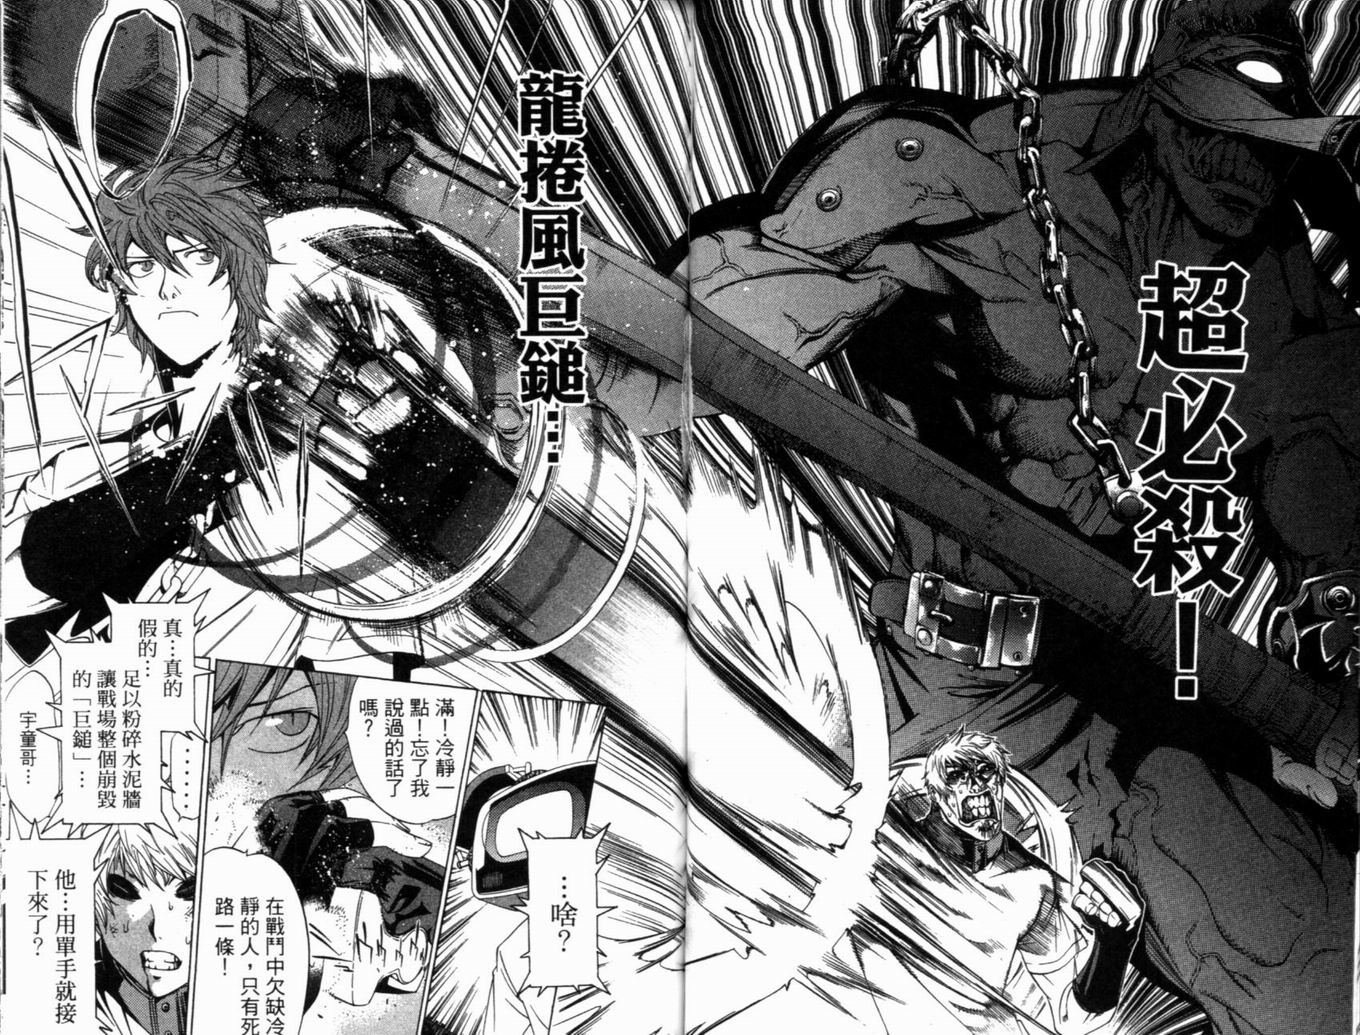 超必殺！
龍捲風巨鎚…
…啥？
滿！冷靜一
點！忘了我
說過的話了
嗎？
在戰鬥中欠缺冷
靜的人，只有死
路一條！
……
真…真的
假的…
足以粉碎水泥牆
讓戰場整個崩毀
的「巨鎚」…
宇童哥…
他…用單手就接
下來了？